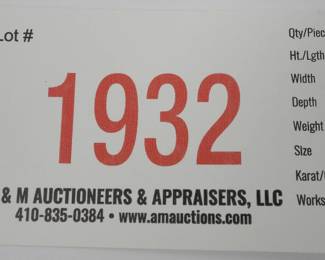 Lot #
1932
& M AUCTIONEERS & APPRAISERS, LLC
410-835-0384 • www.amauctions.com
Qty/Piec
Ht./Lgth
Width
Depth
Weight
Size
Karat/
Works